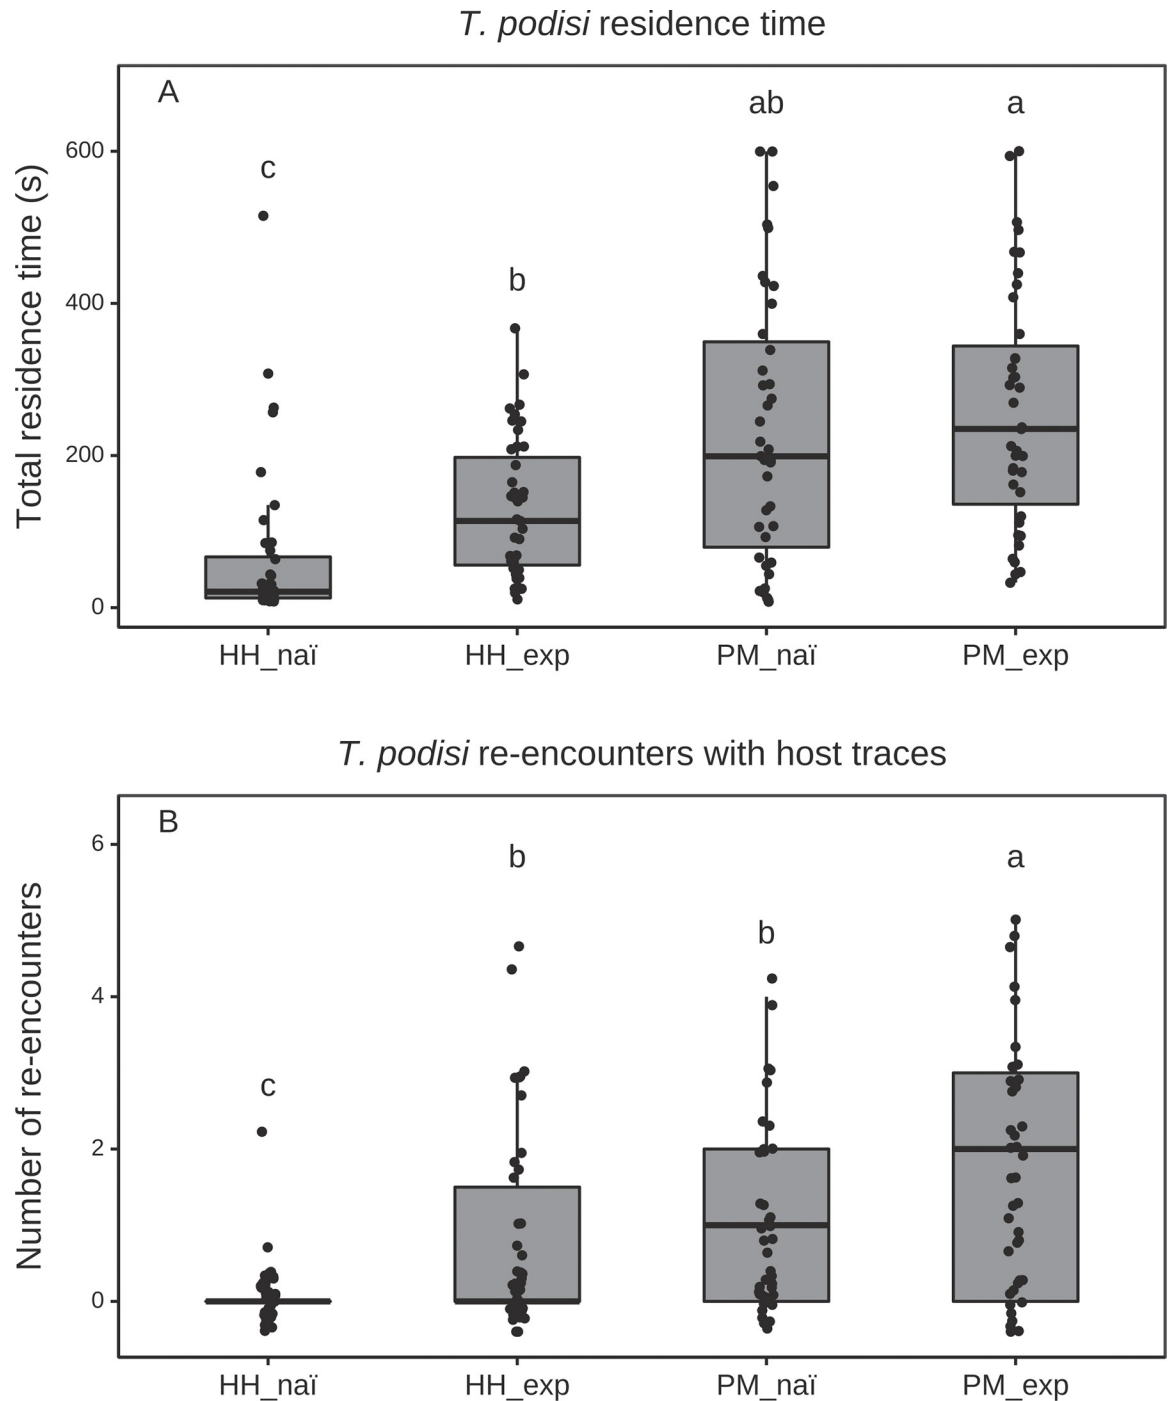 T. podisi residence time
A
c
b
ab
a
600
400
200
0
Total residence time (s)
HH_naï
HH_exp
PM_naï
PM_exp
T. podisi re-encounters with host traces
B
c
b
b
a
6
4
2
0
Number of re-encounters
HH_naï
HH_exp
PM_naï
PM_exp